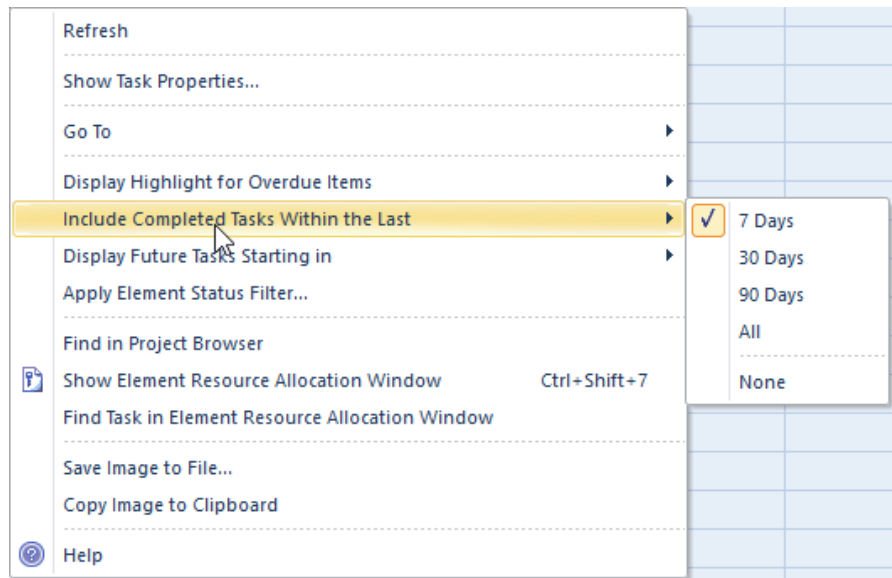 Refresh
Show Task Properties...
Go To
Display Highlight for Overdue Items
Include Completed Tasks Within the Last
Display Future Tasks Starting in
Apply Element Status Filter...
Find in Project Browser
Show Element Resource Allocation Window Ctrl+Shift+7
Find Task in Element Resource Allocation Window
Save Image to File...
Copy Image to Clipboard
Help
7 Days
30 Days
90 Days
All
None